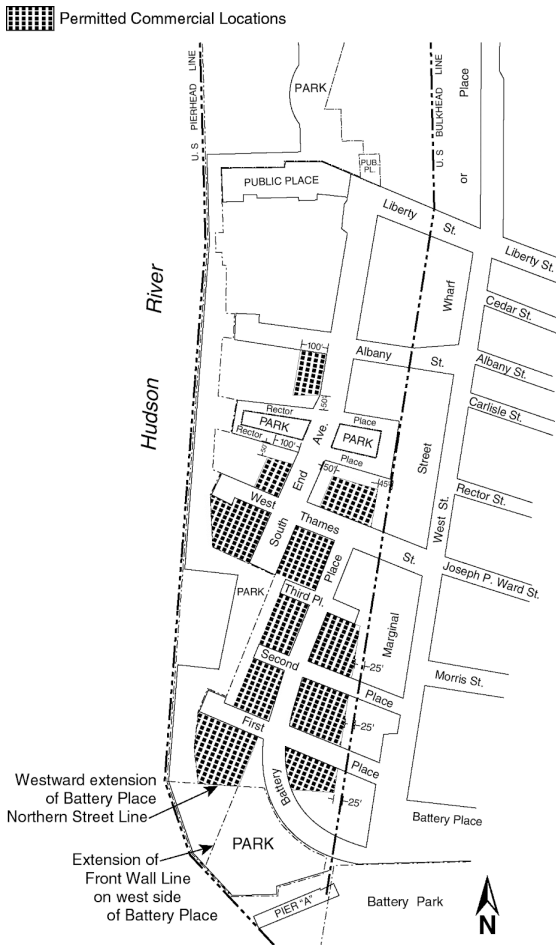 Permitted Commercial Locations
U.S PIERHEAD LINE
U.S BULKHEAD LINE
Place
or
PARK
PUB.
PL.
PUBLIC PLACE
Liberty St.
Liberty St.
Wharf
Cedar St.
Hudson River
100'
Albany St.
Albany St.
50'
Carlisle St.
Rector Place
PARK
Ave.
PARK
Rector Place
100'
50'
50'
45'
End
Street
Rector St.
West Thames St.
South
West St.
Place
Joseph P. Ward St.
PARK
Third Pl.
Marginal
Second Place
25'
Morris St.
First Place
25'
Westward extension
of Battery Place
Northern Street Line
Battery
25'
Battery Place
PARK
Extension of
Front Wall Line
on west side
of Battery Place
PIER "A"
Battery Park
N